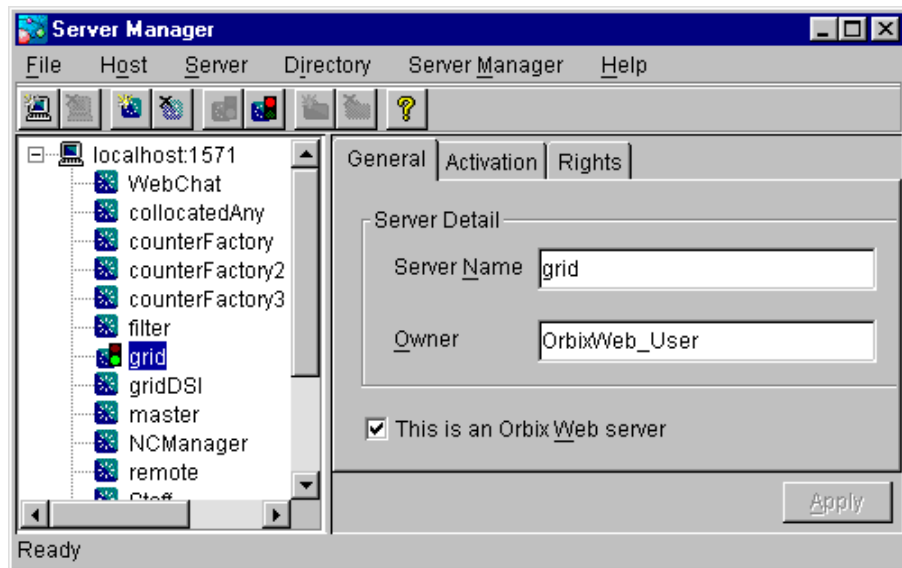 Server Manager
File Host Server Directory Server Manager Help
localhost:1571
WebChat
collocatedAny
counterFactory
counterFactory2
counterFactory3
filter
grid
gridDSI
master
NCManager
remote
General Activation Rights
Server Detail
Server Name grid
Owner OrbixWeb_User
This is an Orbix Web server
Apply
Ready